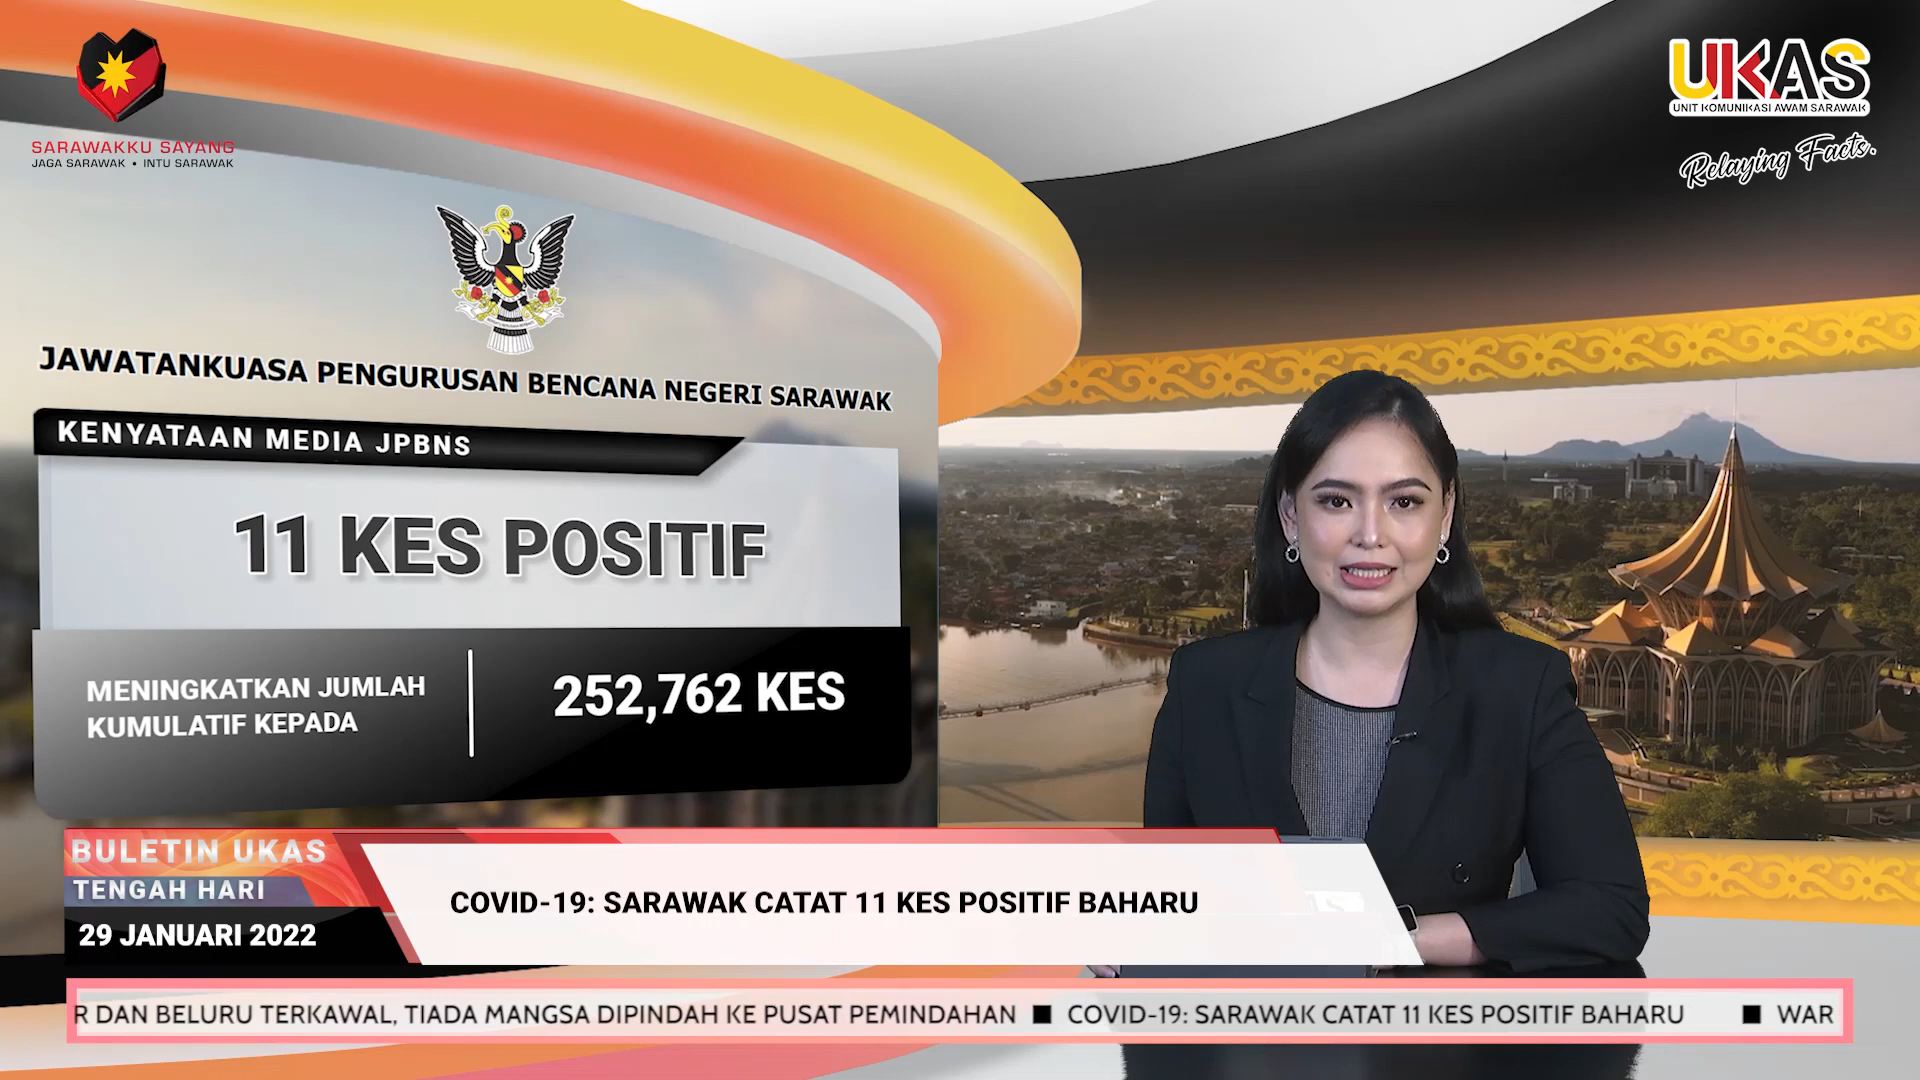 SARAWAKKU SAYANG
JAGA SARAWAK • INTU SARAWAK
UKAS
UNIT KOMUNIKASI AWAM SARAWAK
Relaying Facts.
JAWATANKUASA PENGURUSAN BENCANA NEGERI SARAWAK
KENYATAAN MEDIA JPBNS
11 KES POSITIF
MENINGKATKAN JUMLAH
KUMULATIF KEPADA
252,762 KES
BULETIN UKAS
TENGAH HARI
29 JANUARI 2022
COVID-19: SARAWAK CATAT 11 KES POSITIF BAHARU
R DAN BELURU TERKAWAL, TIADA MANGSA DIPINDAH KE PUSAT PEMINDAHAN ■ COVID-19: SARAWAK CATAT 11 KES POSITIF BAHARU ■ WAR